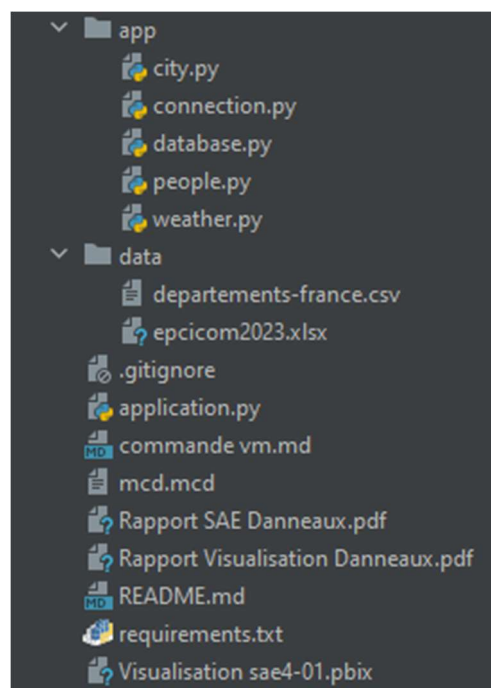 app
city.py
connection.py
database.py
people.py
weather.py
data
departements-france.csv
epcicom2023.xlsx
.gitignore
application.py
commande vm.md
mcd.mcd
Rapport SAE Danneaux.pdf
Rapport Visualisation Danneaux.pdf
README.md
requirements.txt
Visualisation sae4-01.pbix